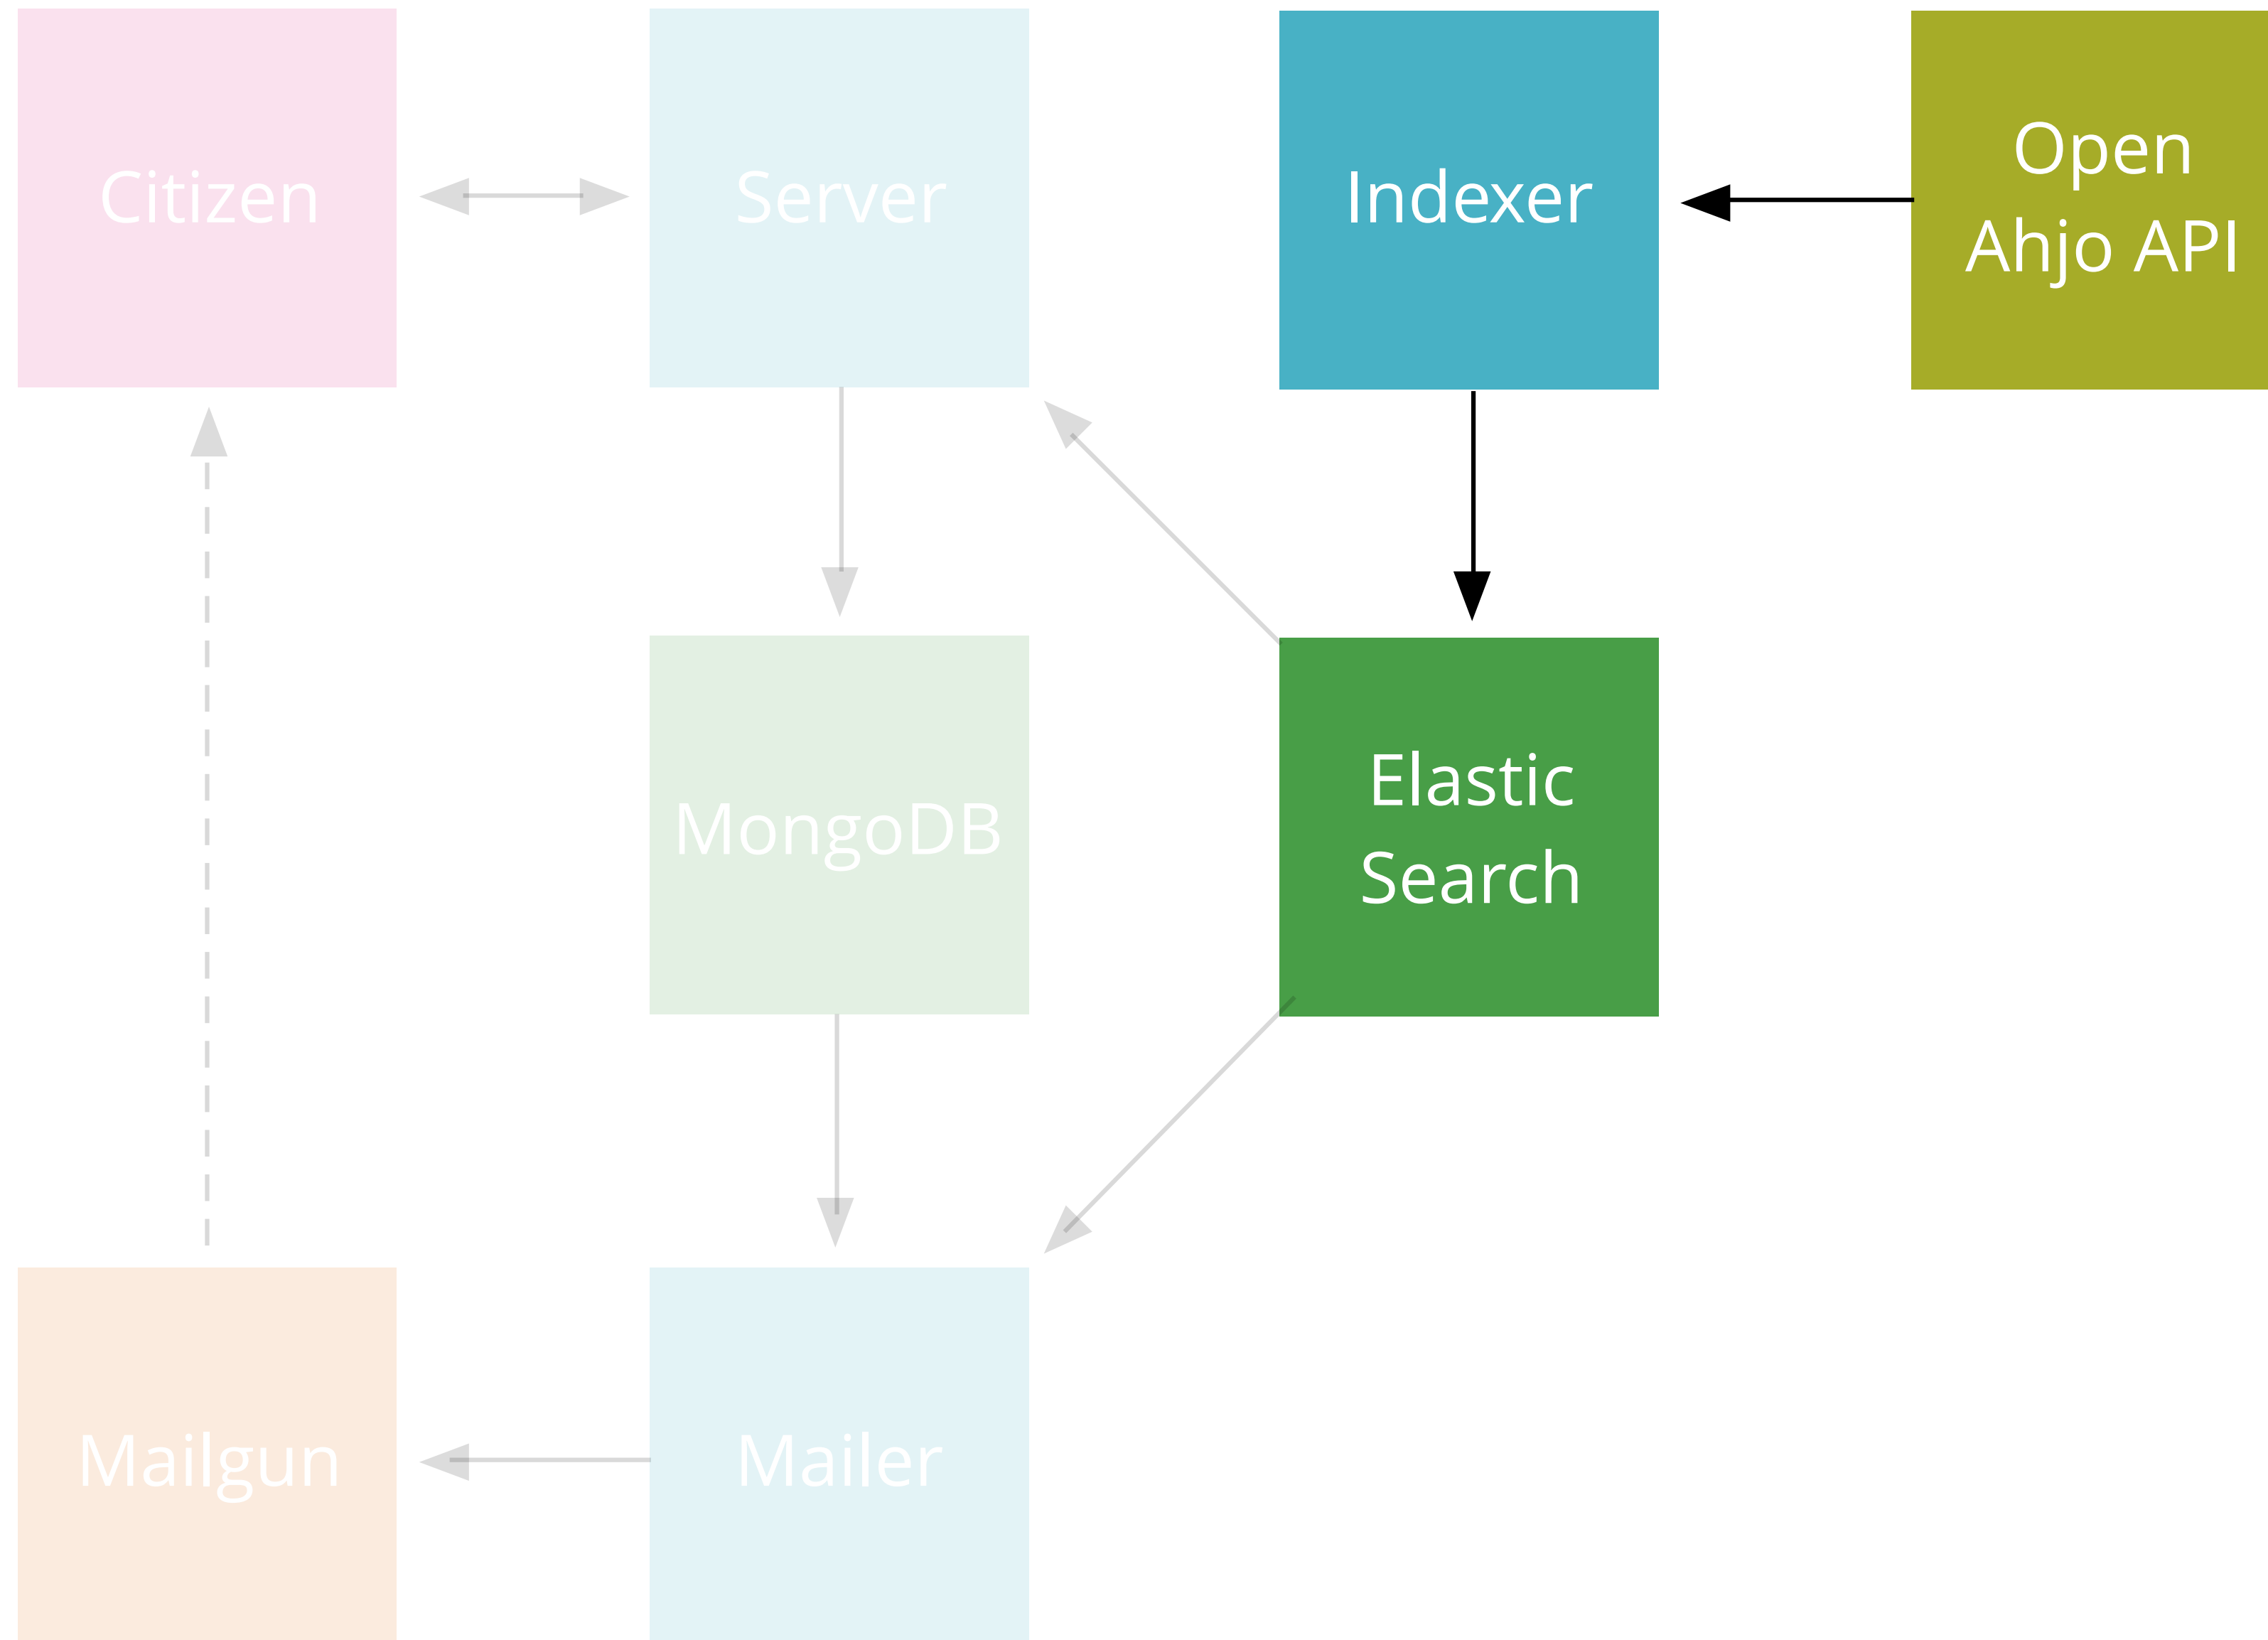 Citizen
Server
Indexer
Open
Ahjo API
MongoDB
Elastic
Search
Mailgun
Mailer